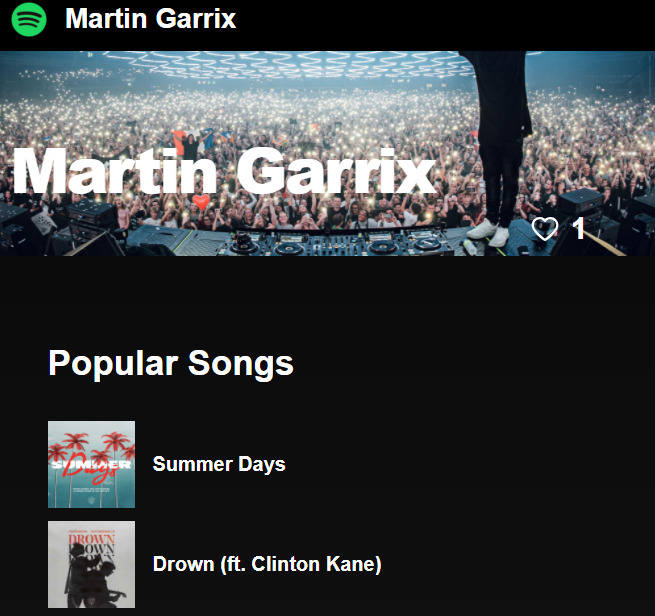 Martin Garrix
Martin Garrix
1
Popular Songs
SUMMER
Days
Summer Days
DROWN
Drown (ft. Clinton Kane)